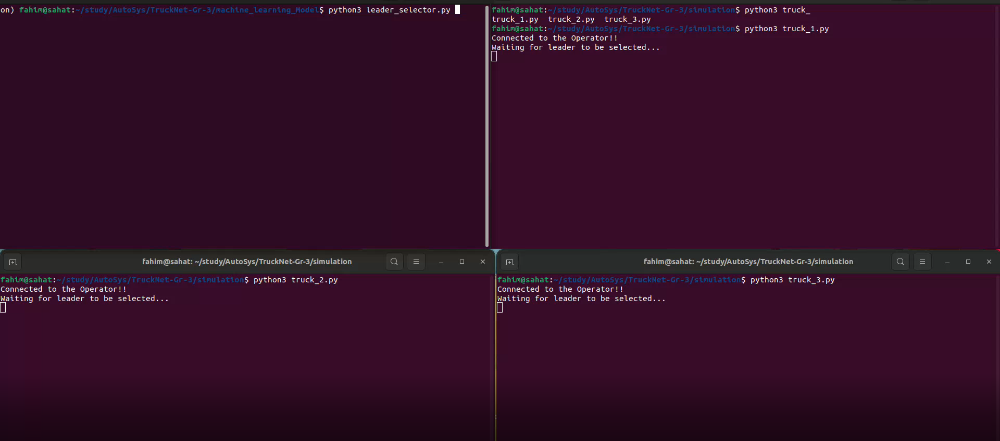 on) fahim@sahat:~/study/AutoSys/TruckNet-Gr-3/machine_learning_Model$ python3 leader_selector.py
fahim@sahat:~/study/AutoSys/TruckNet-Gr-3/simulation$ python3 truck_
truck_1.py  truck_2.py  truck_3.py
fahim@sahat:~/study/AutoSys/TruckNet-Gr-3/simulation$ python3 truck_1.py
Connected to the Operator!!
Waiting for leader to be selected...
fahim@sahat: ~/study/AutoSys/TruckNet-Gr-3/simulation
fahim@sahat:~/study/AutoSys/TruckNet-Gr-3/simulation$ python3 truck_2.py
Connected to the Operator!!
Waiting for leader to be selected...
fahim@sahat: ~/study/AutoSys/TruckNet-Gr-3/simulation
fahim@sahat:~/study/AutoSys/TruckNet-Gr-3/simulation$ python3 truck_3.py
Connected to the Operator!!
Waiting for leader to be selected...